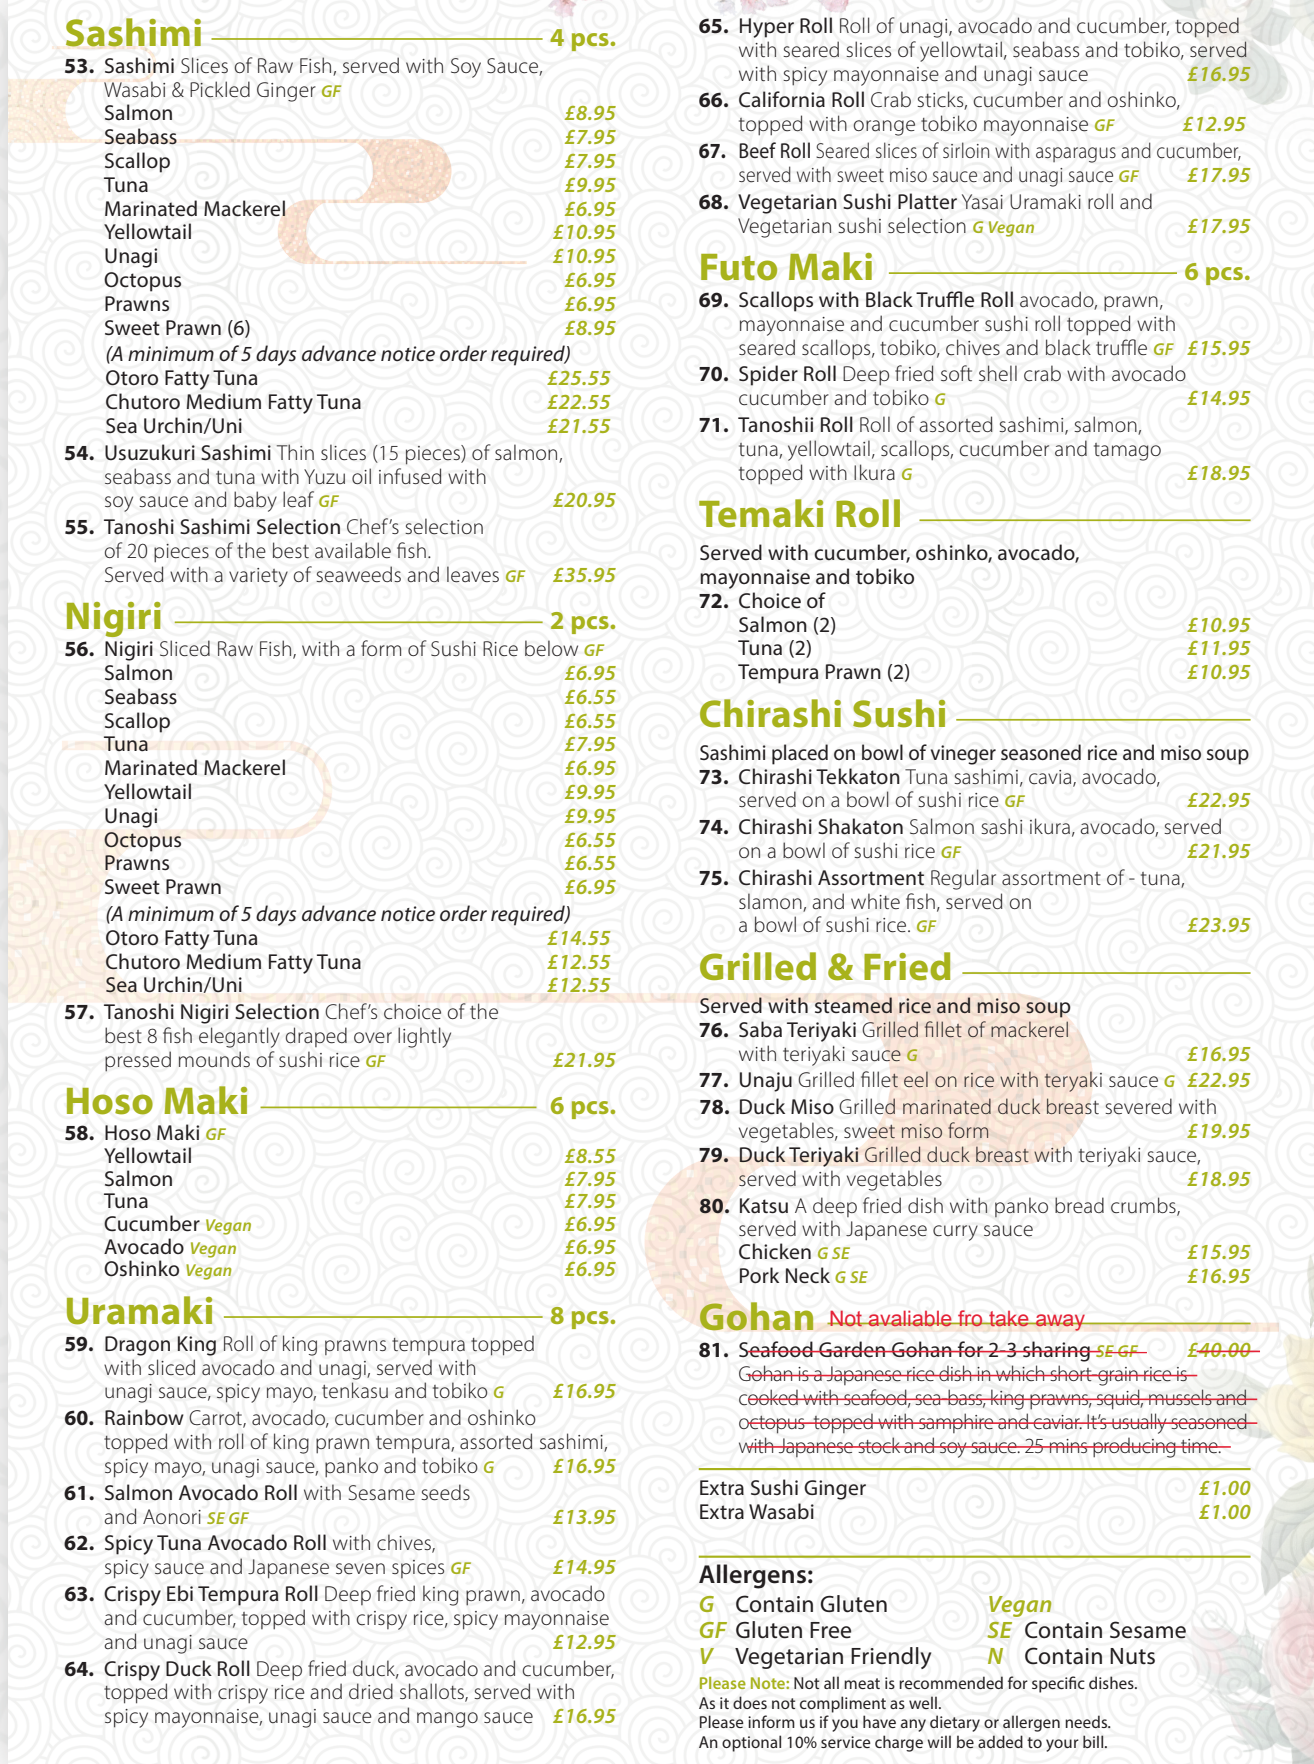 Sashimi 4 pcs.
53. Sashimi Slices of Raw Fish, served with Soy Sauce,
Wasabi & Pickled Ginger GF
Salmon £8.95
Seabass £7.95
Scallop £7.95
Tuna £9.95
Marinated Mackerel £6.95
Yellowtail £10.95
Unagi £10.95
Octopus £6.95
Prawns £6.95
Sweet Prawn (6) £8.95
(A minimum of 5 days advance notice order required)
Otoro Fatty Tuna £25.55
Chutoro Medium Fatty Tuna £22.55
Sea Urchin/Uni £21.55
54. Usuzukuri Sashimi Thin slices (15 pieces) of salmon,
seabass and tuna with Yuzu oil infused with
soy sauce and baby leaf GF £20.95
55. Tanoshi Sashimi Selection Chef's selection
of 20 pieces of the best available fish.
Served with a variety of seaweeds and leaves GF £35.95
Nigiri 2 pcs.
56. Nigiri Sliced Raw Fish, with a form of Sushi Rice below GF
Salmon £6.95
Seabass £6.55
Scallop £6.55
Tuna £7.95
Marinated Mackerel £6.95
Yellowtail £9.95
Unagi £9.95
Octopus £6.55
Prawns £6.55
Sweet Prawn £6.95
(A minimum of 5 days advance notice order required)
Otoro Fatty Tuna £14.55
Chutoro Medium Fatty Tuna £12.55
Sea Urchin/Uni £12.55
57. Tanoshi Nigiri Selection Chef's choice of the
best 8 fish elegantly draped over lightly
pressed mounds of sushi rice GF £21.95
Hoso Maki 6 pcs.
58. Hoso Maki GF
Yellowtail £8.55
Salmon £7.95
Tuna £7.95
Cucumber Vegan £6.95
Avocado Vegan £6.95
Oshinko Vegan £6.95
Uramaki 8 pcs.
59. Dragon King Roll of king prawns tempura topped
with sliced avocado and unagi, served with
unagi sauce, spicy mayo, tenkasu and tobiko G £16.95
60. Rainbow Carrot, avocado, cucumber and oshinko
topped with roll of king prawn tempura, assorted sashimi,
spicy mayo, unagi sauce, panko and tobiko G £16.95
61. Salmon Avocado Roll with Sesame seeds
and Aonori SE GF £13.95
62. Spicy Tuna Avocado Roll with chives,
spicy sauce and Japanese seven spices GF £14.95
63. Crispy Ebi Tempura Roll Deep fried king prawn, avocado
and cucumber, topped with crispy rice, spicy mayonnaise
and unagi sauce £12.95
64. Crispy Duck Roll Deep fried duck, avocado and cucumber,
topped with crispy rice and dried shallots, served with
spicy mayonnaise, unagi sauce and mango sauce £16.95
65. Hyper Roll Roll of unagi, avocado and cucumber, topped
with seared slices of yellowtail, seabass and tobiko, served
with spicy mayonnaise and unagi sauce £16.95
66. California Roll Crab sticks, cucumber and oshinko,
topped with orange tobiko mayonnaise GF £12.95
67. Beef Roll Seared slices of sirloin with asparagus and cucumber,
served with sweet miso sauce and unagi sauce GF £17.95
68. Vegetarian Sushi Platter Yasai Uramaki roll and
Vegetarian sushi selection G Vegan £17.95
Futo Maki 6 pcs.
69. Scallops with Black Truffle Roll avocado, prawn,
mayonnaise and cucumber sushi roll topped with
seared scallops, tobiko, chives and black truffle GF £15.95
70. Spider Roll Deep fried soft shell crab with avocado
cucumber and tobiko G £14.95
71. Tanoshii Roll Roll of assorted sashimi, salmon,
tuna, yellowtail, scallops, cucumber and tamago
topped with Ikura G £18.95
Temaki Roll
Served with cucumber, oshinko, avocado,
mayonnaise and tobiko
72. Choice of
Salmon (2) £10.95
Tuna (2) £11.95
Tempura Prawn (2) £10.95
Chirashi Sushi
Sashimi placed on bowl of vineger seasoned rice and miso soup
73. Chirashi Tekkaton Tuna sashimi, cavia, avocado,
served on a bowl of sushi rice GF £22.95
74. Chirashi Shakaton Salmon sashi ikura, avocado, served
on a bowl of sushi rice GF £21.95
75. Chirashi Assortment Regular assortment of - tuna,
slamon, and white fish, served on
a bowl of sushi rice. GF £23.95
Grilled & Fried
Served with steamed rice and miso soup
76. Saba Teriyaki Grilled fillet of mackerel
with teriyaki sauce G £16.95
77. Unaju Grilled fillet eel on rice with teryaki sauce G £22.95
78. Duck Miso Grilled marinated duck breast severed with
vegetables, sweet miso form £19.95
79. Duck Teriyaki Grilled duck breast with teriyaki sauce,
served with vegetables £18.95
80. Katsu A deep fried dish with panko bread crumbs,
served with Japanese curry sauce
Chicken G SE £15.95
Pork Neck G SE £16.95
Gohan Not avaliable fro take away
81. Seafood Garden Gohan for 2-3 sharing SE GF £40.00
Gohan is a Japanese rice dish in which short-grain rice is
cooked with seafood, sea-bass, king prawns, squid, mussels and
octopus topped with samphire and caviar. It's usually seasoned
with Japanese stock and soy sauce. 25 mins producing time.
Extra Sushi Ginger £1.00
Extra Wasabi £1.00
Allergens:
G Contain Gluten Vegan
GF Gluten Free SE Contain Sesame
V Vegetarian Friendly N Contain Nuts
Please Note: Not all meat is recommended for specific dishes.
As it does not compliment as well.
Please inform us if you have any dietary or allergen needs.
An optional 10% service charge will be added to your bill.